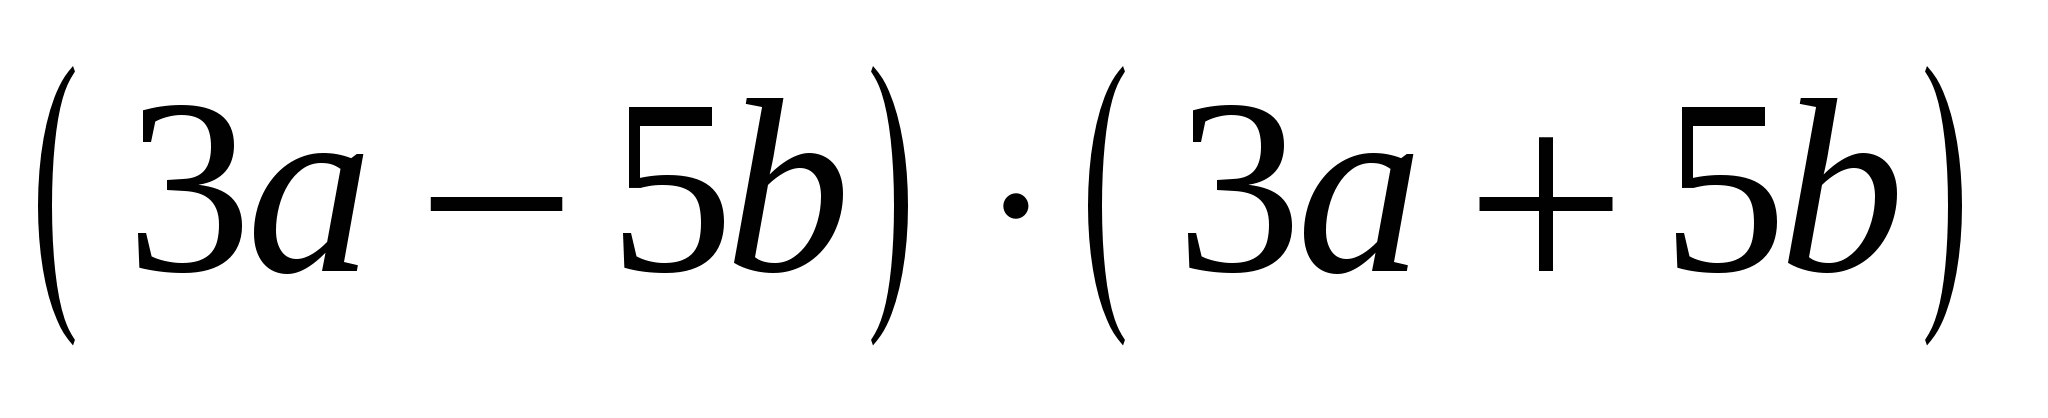 (3a − 5b) · (3a + 5b)